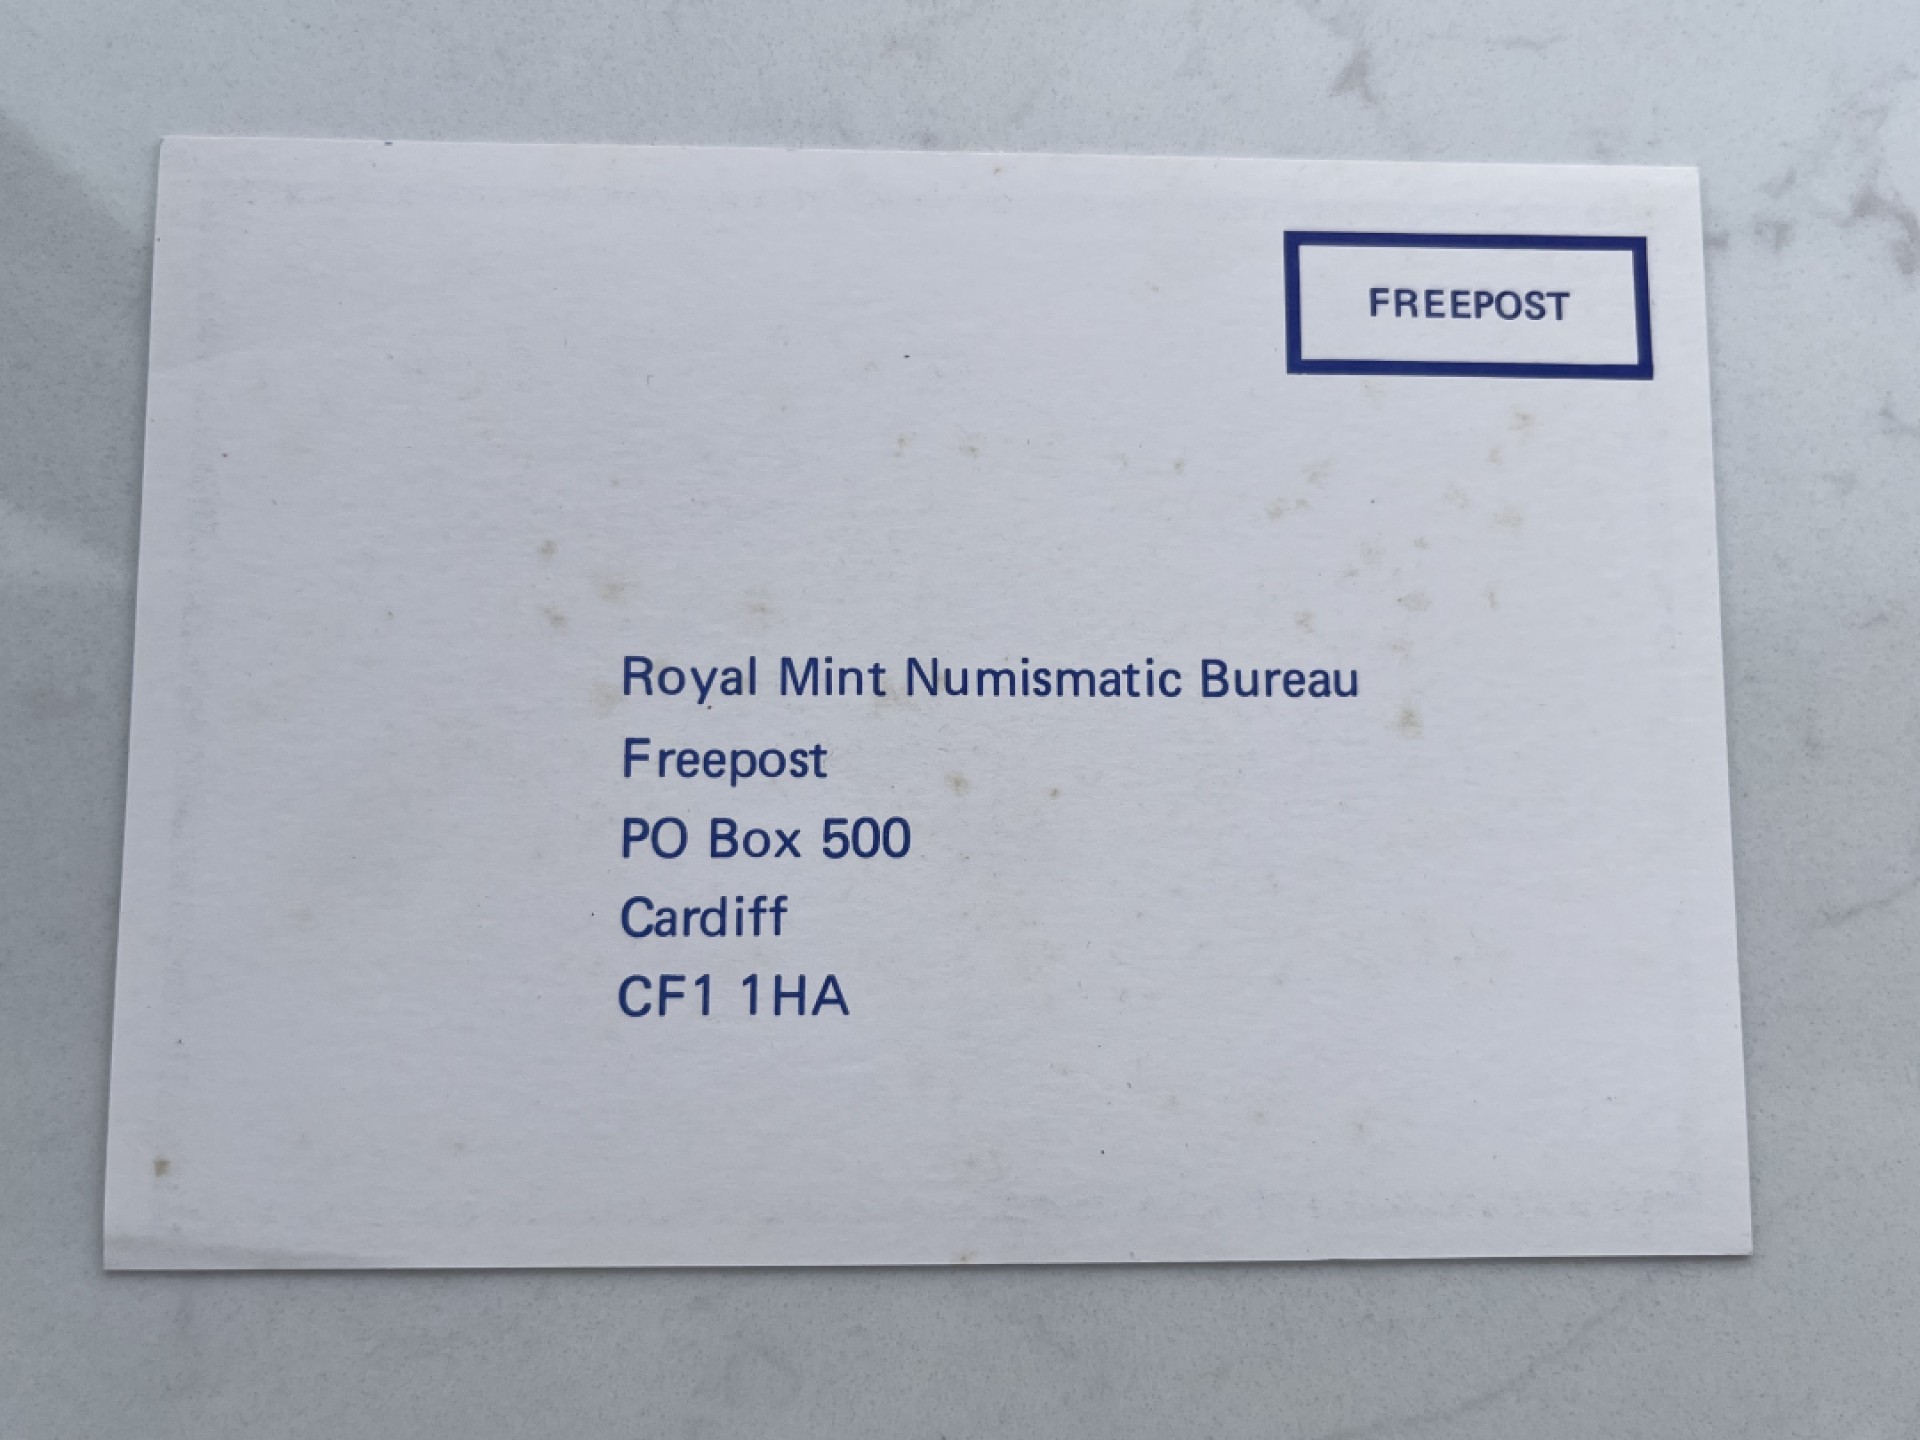 FREEPOST
Royal Mint Numismatic Bureau
Freepost
PO Box 500
Cardiff
CF1 1HA